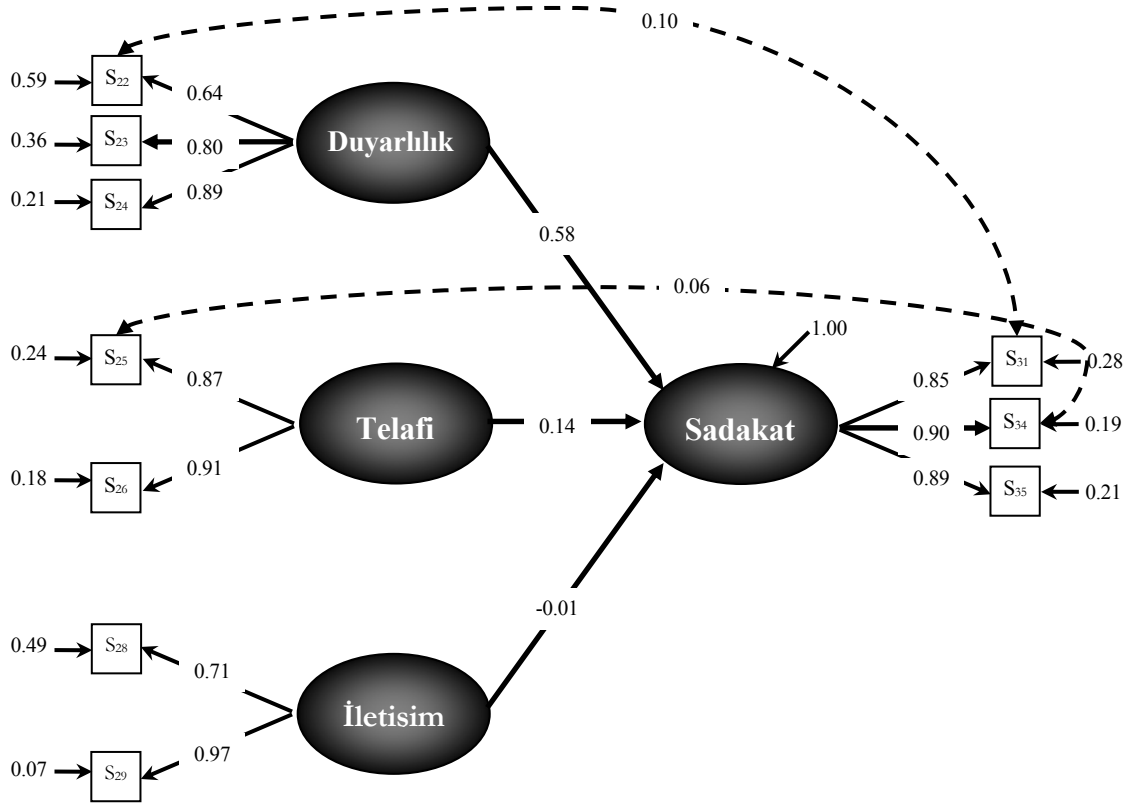 0.10
0.59
S22
0.64
0.36
S23
0.80
Duyarlılık
0.21
S24
0.89
0.58
0.06
1.00
0.24
S25
0.87
S31
0.28
0.85
Telafi
0.14
Sadakat
0.90
S34
0.19
0.18
S26
0.91
0.89
S35
0.21
-0.01
0.49
S28
0.71
İletisim
0.07
S29
0.97